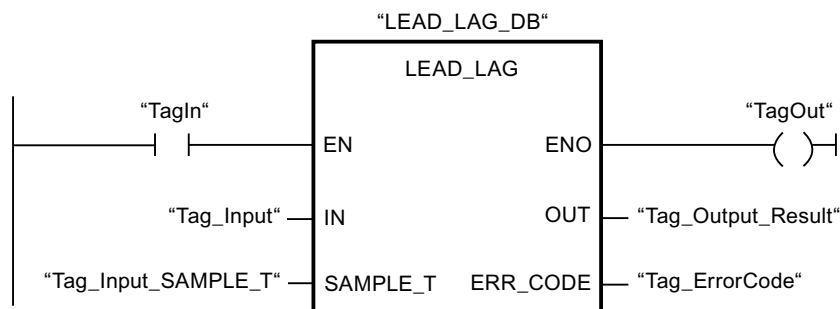 “LEAD_LAG_DB“
LEAD_LAG
“TagIn“
“TagOut“
EN
ENO
“Tag_Input“
IN
OUT
“Tag_Output_Result“
“Tag_Input_SAMPLE_T“
SAMPLE_T
ERR_CODE
“Tag_ErrorCode“